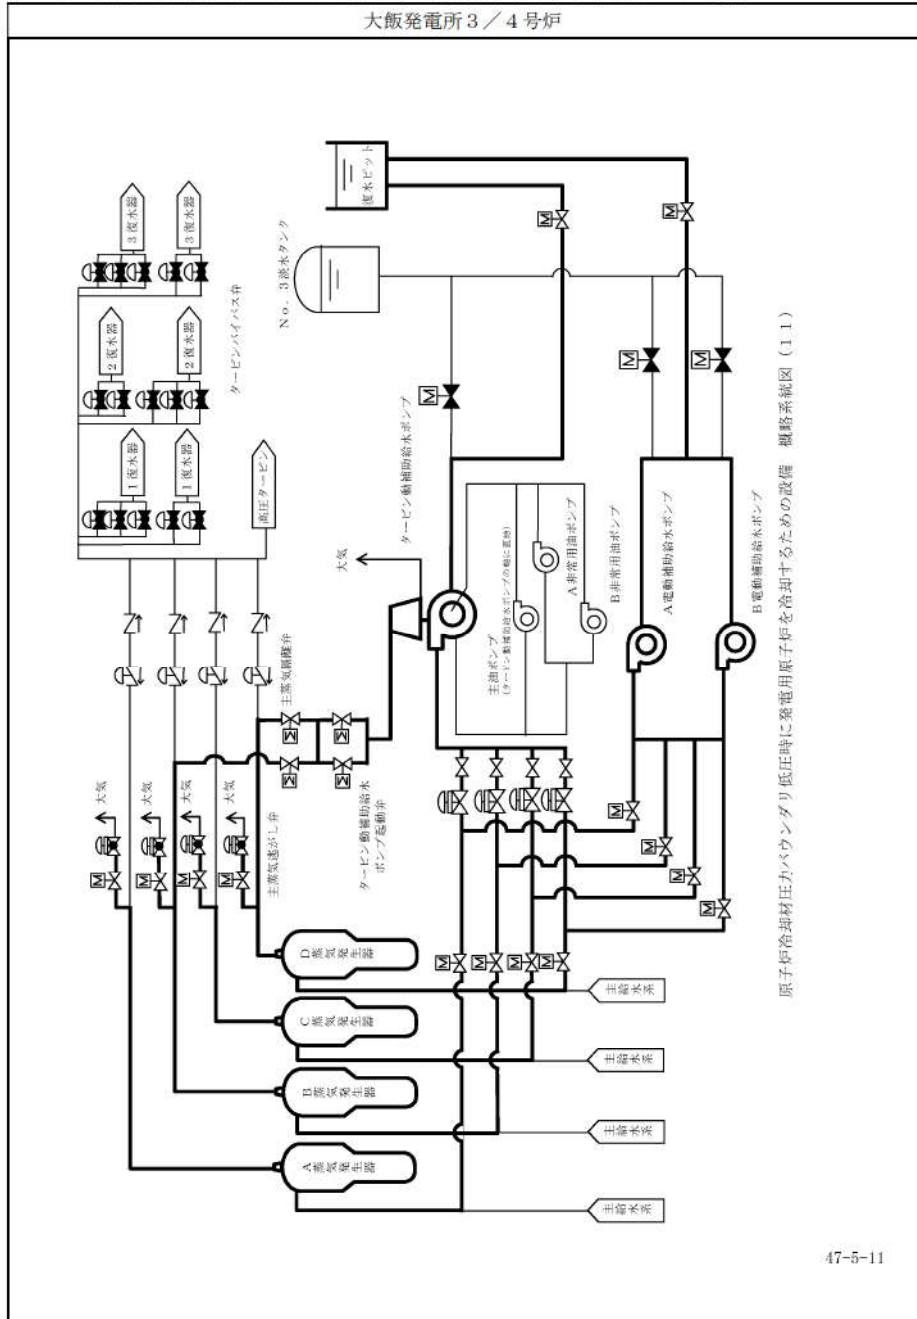 大飯発電所3／4号炉
3復水器
3復水器
2復水器
2復水器
1復水器
1復水器
タービンバイパス弁
高圧タービン
復水ピット
No. 3淡水タンク
M
M
M
M
M
タービン動補助給水ポンプ
大気
主油ポンプ
(タービン動補助給水ポンプの軸に直結)
A非常用油ポンプ
B非常用油ポンプ
A電動補助給水ポンプ
B電動補助給水ポンプ
主蒸気隔離弁
大気
大気
大気
大気
主蒸気逃がし弁
M
M
M
M
M
M
M
M
タービン動補助給水
ポンプ起動弁
M
M
M
M
M
M
M
M
D
蒸気発生器
C
蒸気発生器
B
蒸気発生器
A
蒸気発生器
主給水系
主給水系
主給水系
主給水系
原子炉冷却材圧力バウンダリ低圧時に発電用原子炉を冷却するための設備　概略系統図（11）
47-5-11